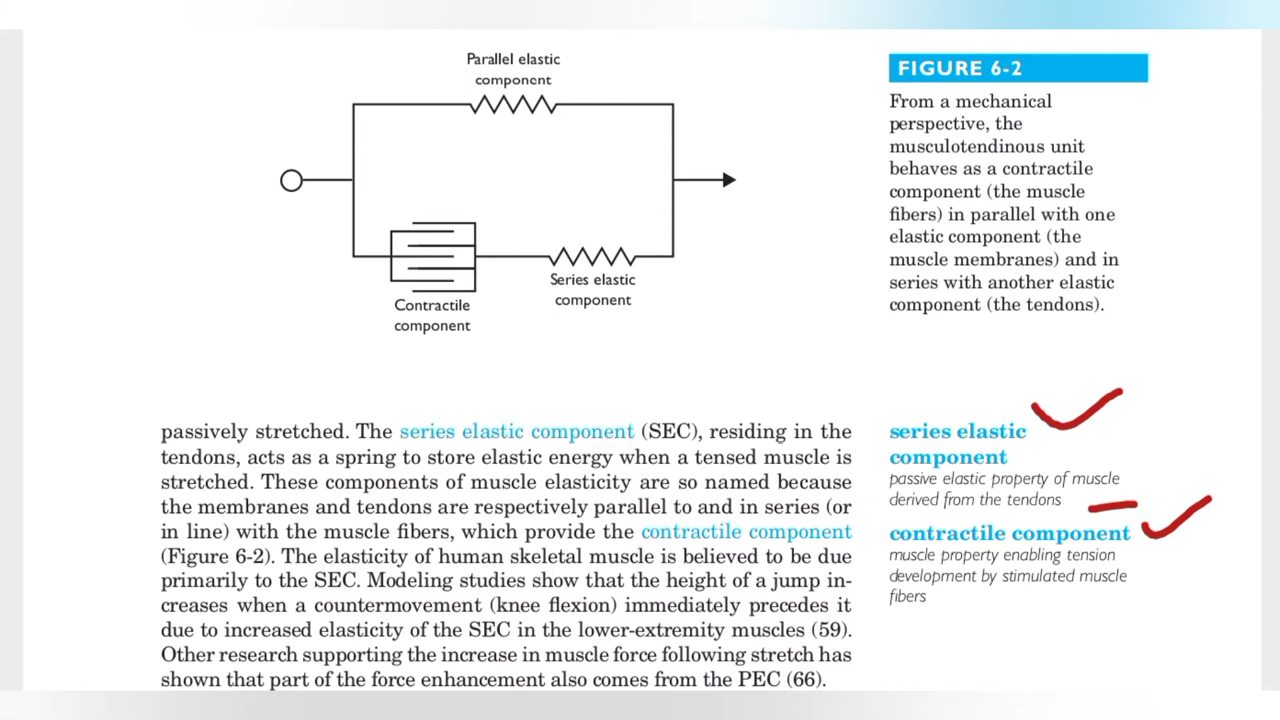 Parallel elastic
component
Contractile
component
Series elastic
component
FIGURE 6-2
From a mechanical
perspective, the
musculotendinous unit
behaves as a contractile
component (the muscle
fibers) in parallel with one
elastic component (the
muscle membranes) and in
series with another elastic
component (the tendons).
passively stretched. The series elastic component (SEC), residing in the
tendons, acts as a spring to store elastic energy when a tensed muscle is
stretched. These components of muscle elasticity are so named because
the membranes and tendons are respectively parallel to and in series (or
in line) with the muscle fibers, which provide the contractile component
(Figure 6-2). The elasticity of human skeletal muscle is believed to be due
primarily to the SEC. Modeling studies show that the height of a jump in-
creases when a countermovement (knee flexion) immediately precedes it
due to increased elasticity of the SEC in the lower-extremity muscles (59).
Other research supporting the increase in muscle force following stretch has
shown that part of the force enhancement also comes from the PEC (66).
series elastic
component
passive elastic property of muscle
derived from the tendons
contractile component
muscle property enabling tension
development by stimulated muscle
fibers